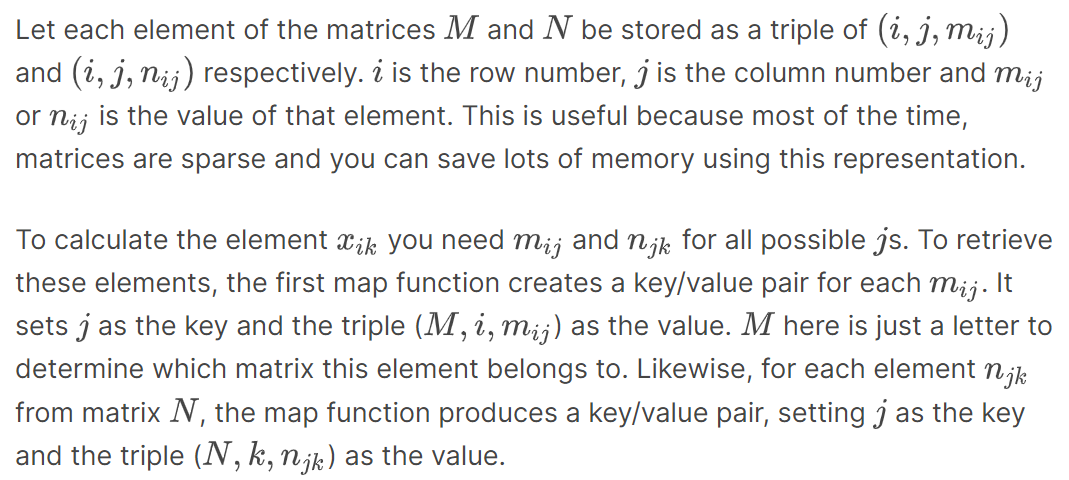 Let each element of the matrices M and N be stored as a triple of (i, j, m_{ij})
and (i, j, n_{ij}) respectively. i is the row number, j is the column number and m_{ij}
or n_{ij} is the value of that element. This is useful because most of the time,
matrices are sparse and you can save lots of memory using this representation.
To calculate the element x_{ik} you need m_{ij} and n_{jk} for all possible js. To retrieve
these elements, the first map function creates a key/value pair for each m_{ij}. It
sets j as the key and the triple (M, i, m_{ij}) as the value. M here is just a letter to
determine which matrix this element belongs to. Likewise, for each element n_{jk}
from matrix N, the map function produces a key/value pair, setting j as the key
and the triple (N, k, n_{jk}) as the value.